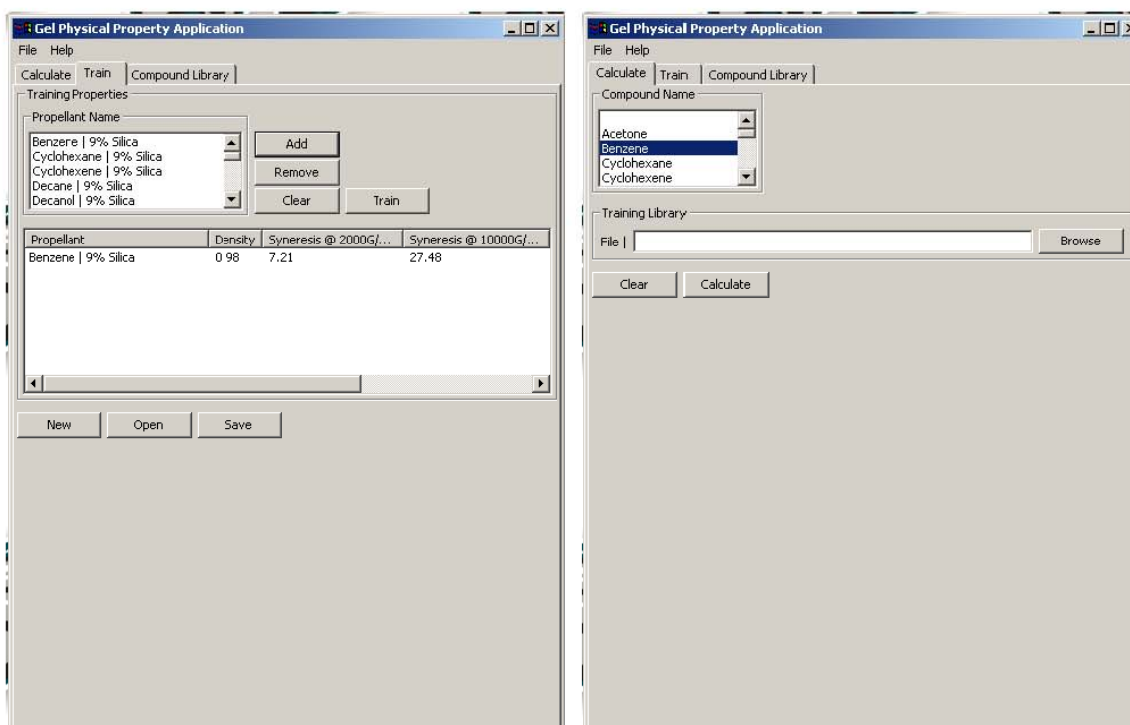 Gel Physical Property Application
File Help
Calculate Train Compound Library
Training Properties
Propellant Name
Benzere | 9% Silica
Cyclohexane | 9% Silica
Cyclohexene | 9% Silica
Decane | 9% Silica
Decanol | 9% Silica
Add
Remove
Clear Train
Propellant Density Syneresis @ 2000G/... Syneresis @ 10000G/...
Benzene | 9% Silica 0 98 7.21 27.48
New Open Save
Gel Physical Property Application
File Help
Calculate Train Compound Library
Compound Name
Acetone
Benzene
Cyclohexane
Cyclohexene
Training Library
File | Browse
Clear Calculate